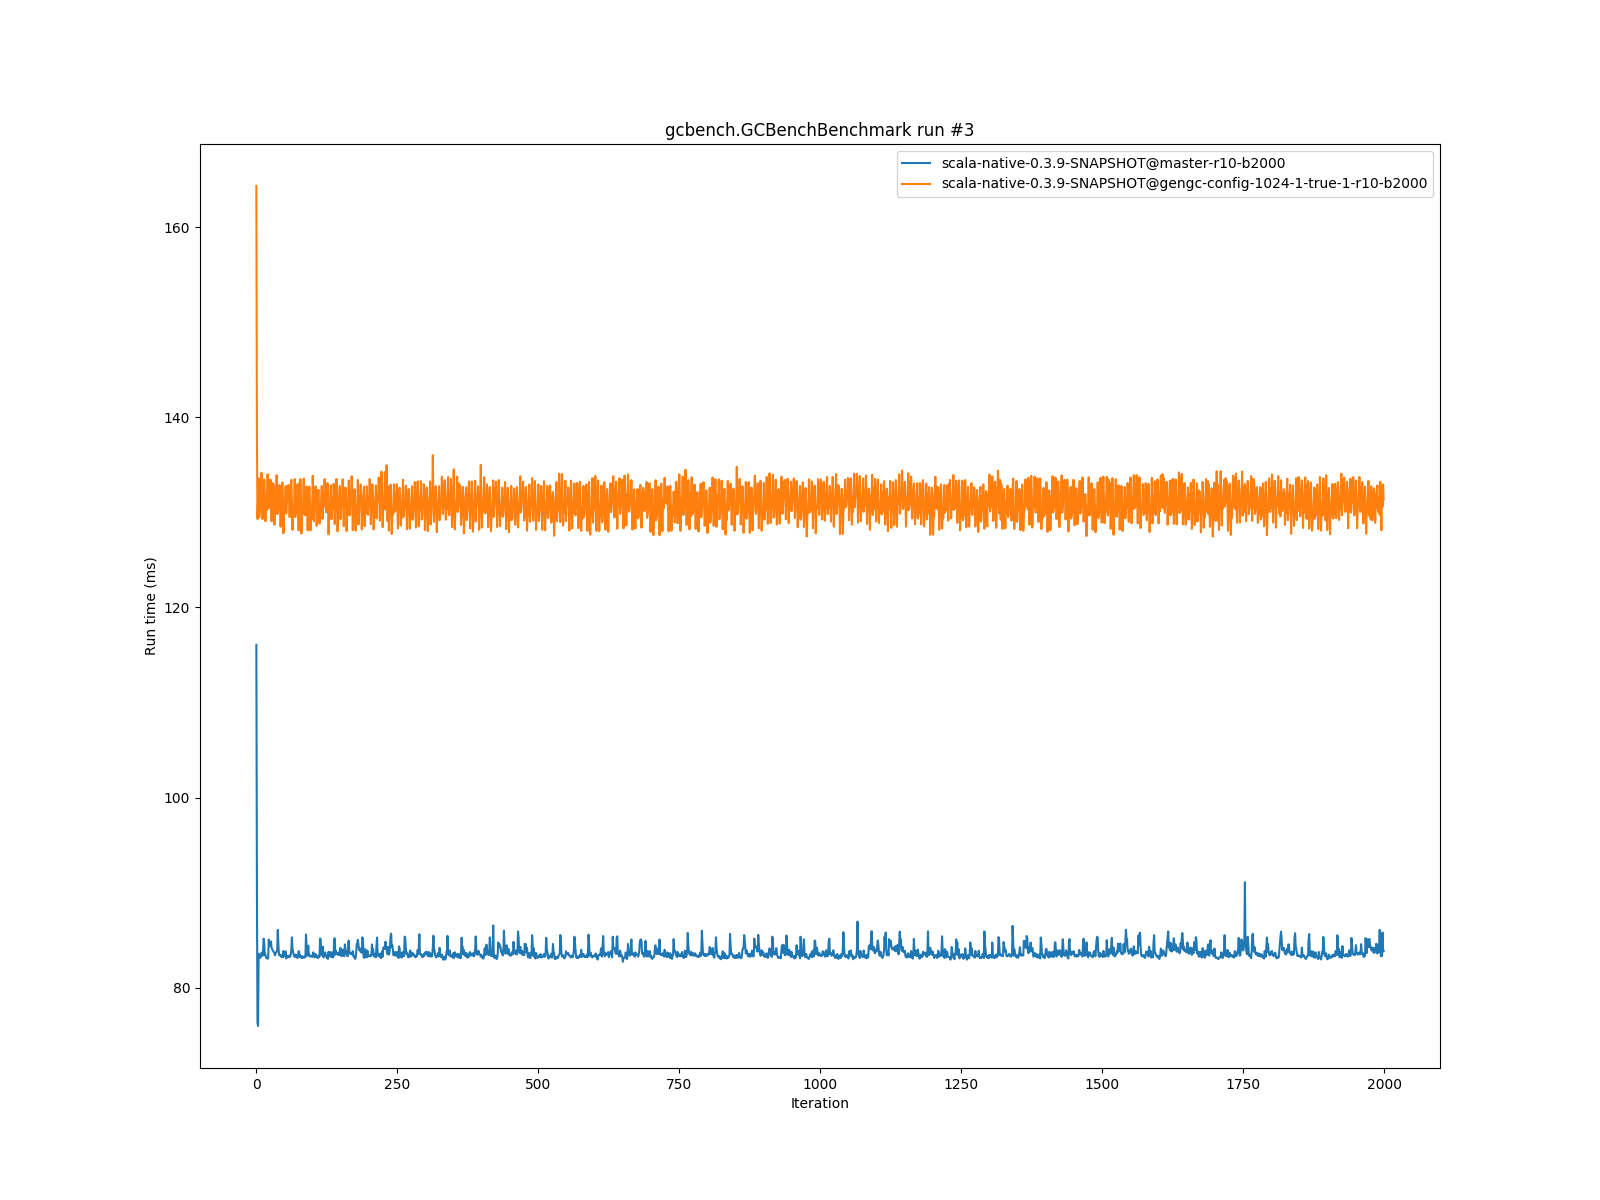 gcbench.GCBenchBenchmark run #3
scala-native-0.3.9-SNAPSHOT@master-r10-b2000
scala-native-0.3.9-SNAPSHOT@gengc-config-1024-1-true-1-r10-b2000
160
140
120
100
80
Run time (ms)
0 250 500 750 1000 1250 1500 1750 2000
Iteration